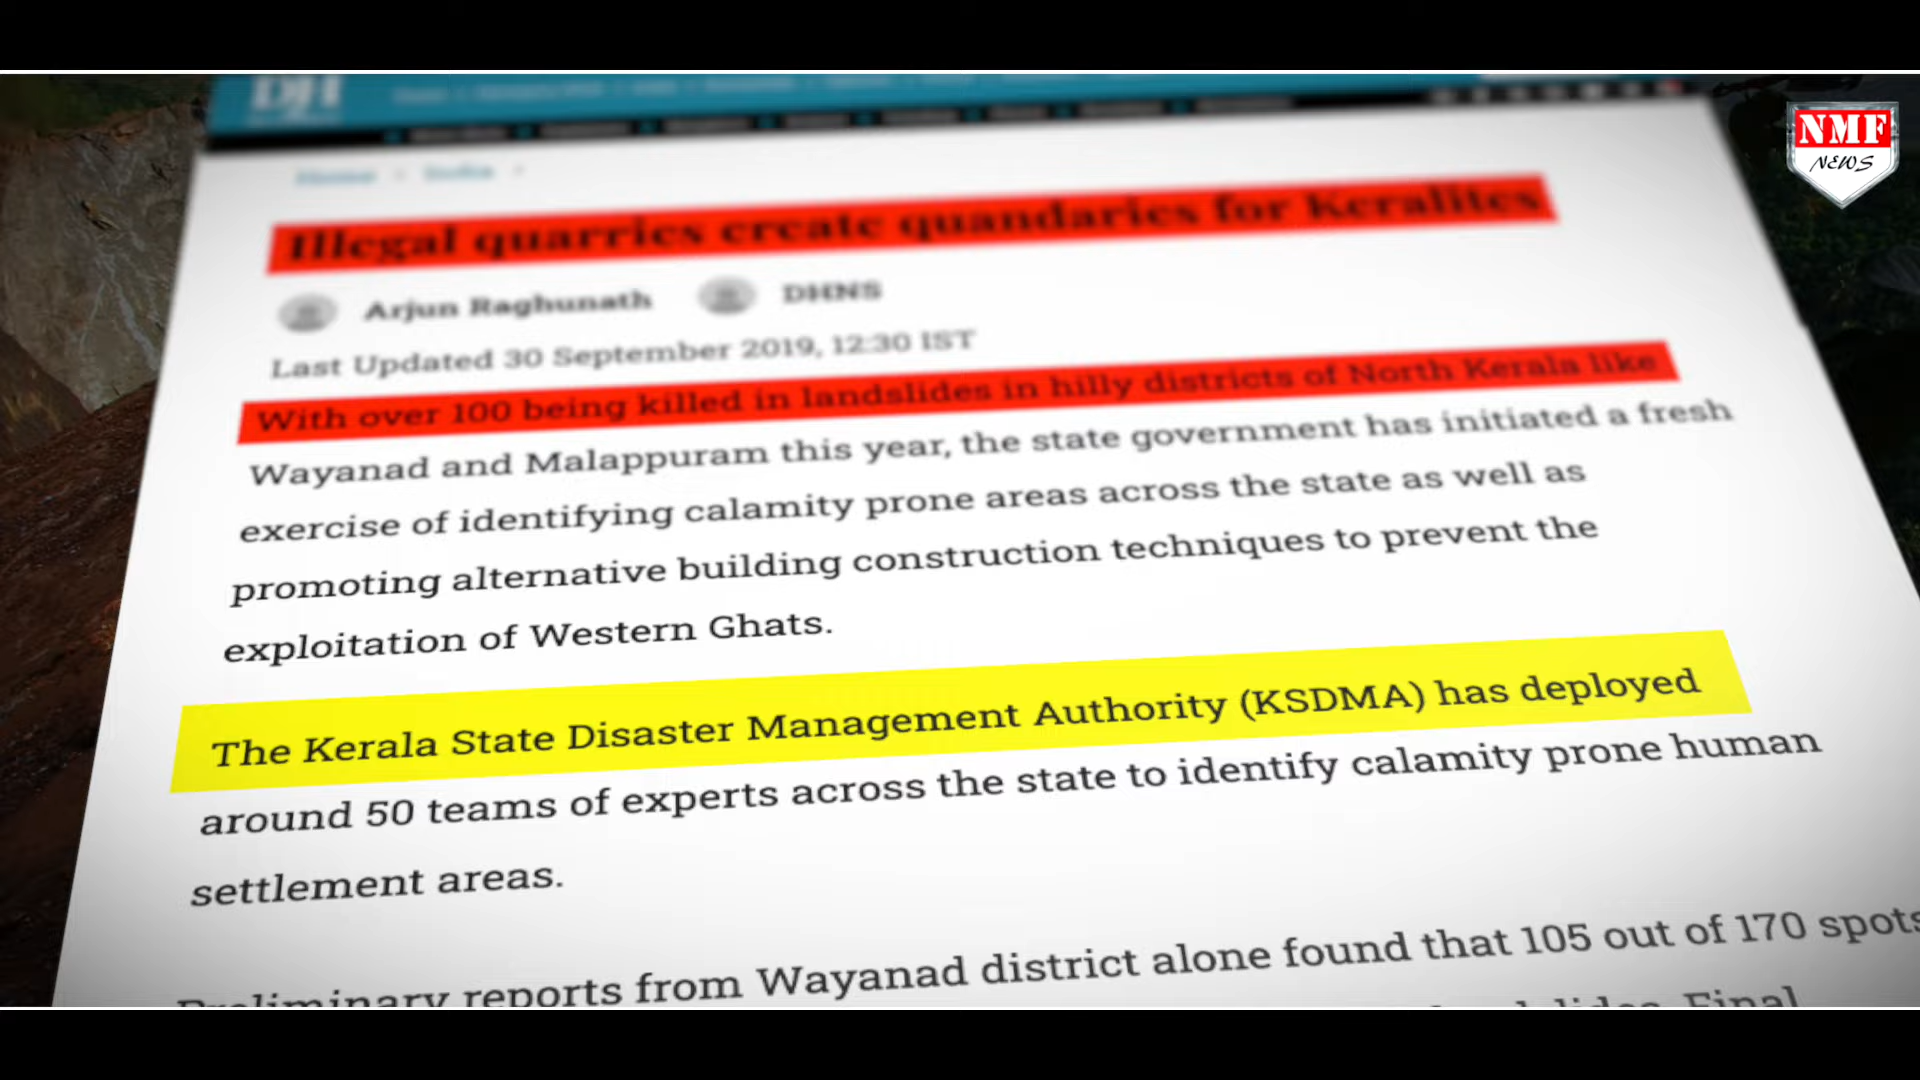 DH
NMF
NEWS
Home
India
Illegal quarries create quandaries for Keralites
Arjun Raghunath DHNS
Last Updated 30 September 2019, 12:30 IST
With over 100 being killed in landslides in hilly districts of North Kerala like
Wayanad and Malappuram this year, the state government has initiated a fresh
exercise of identifying calamity prone areas across the state as well as
promoting alternative building construction techniques to prevent the
exploitation of Western Ghats.
The Kerala State Disaster Management Authority (KSDMA) has deployed
around 50 teams of experts across the state to identify calamity prone human
settlement areas.
Preliminary reports from Wayanad district alone found that 105 out of 170 spots
landslides. Final